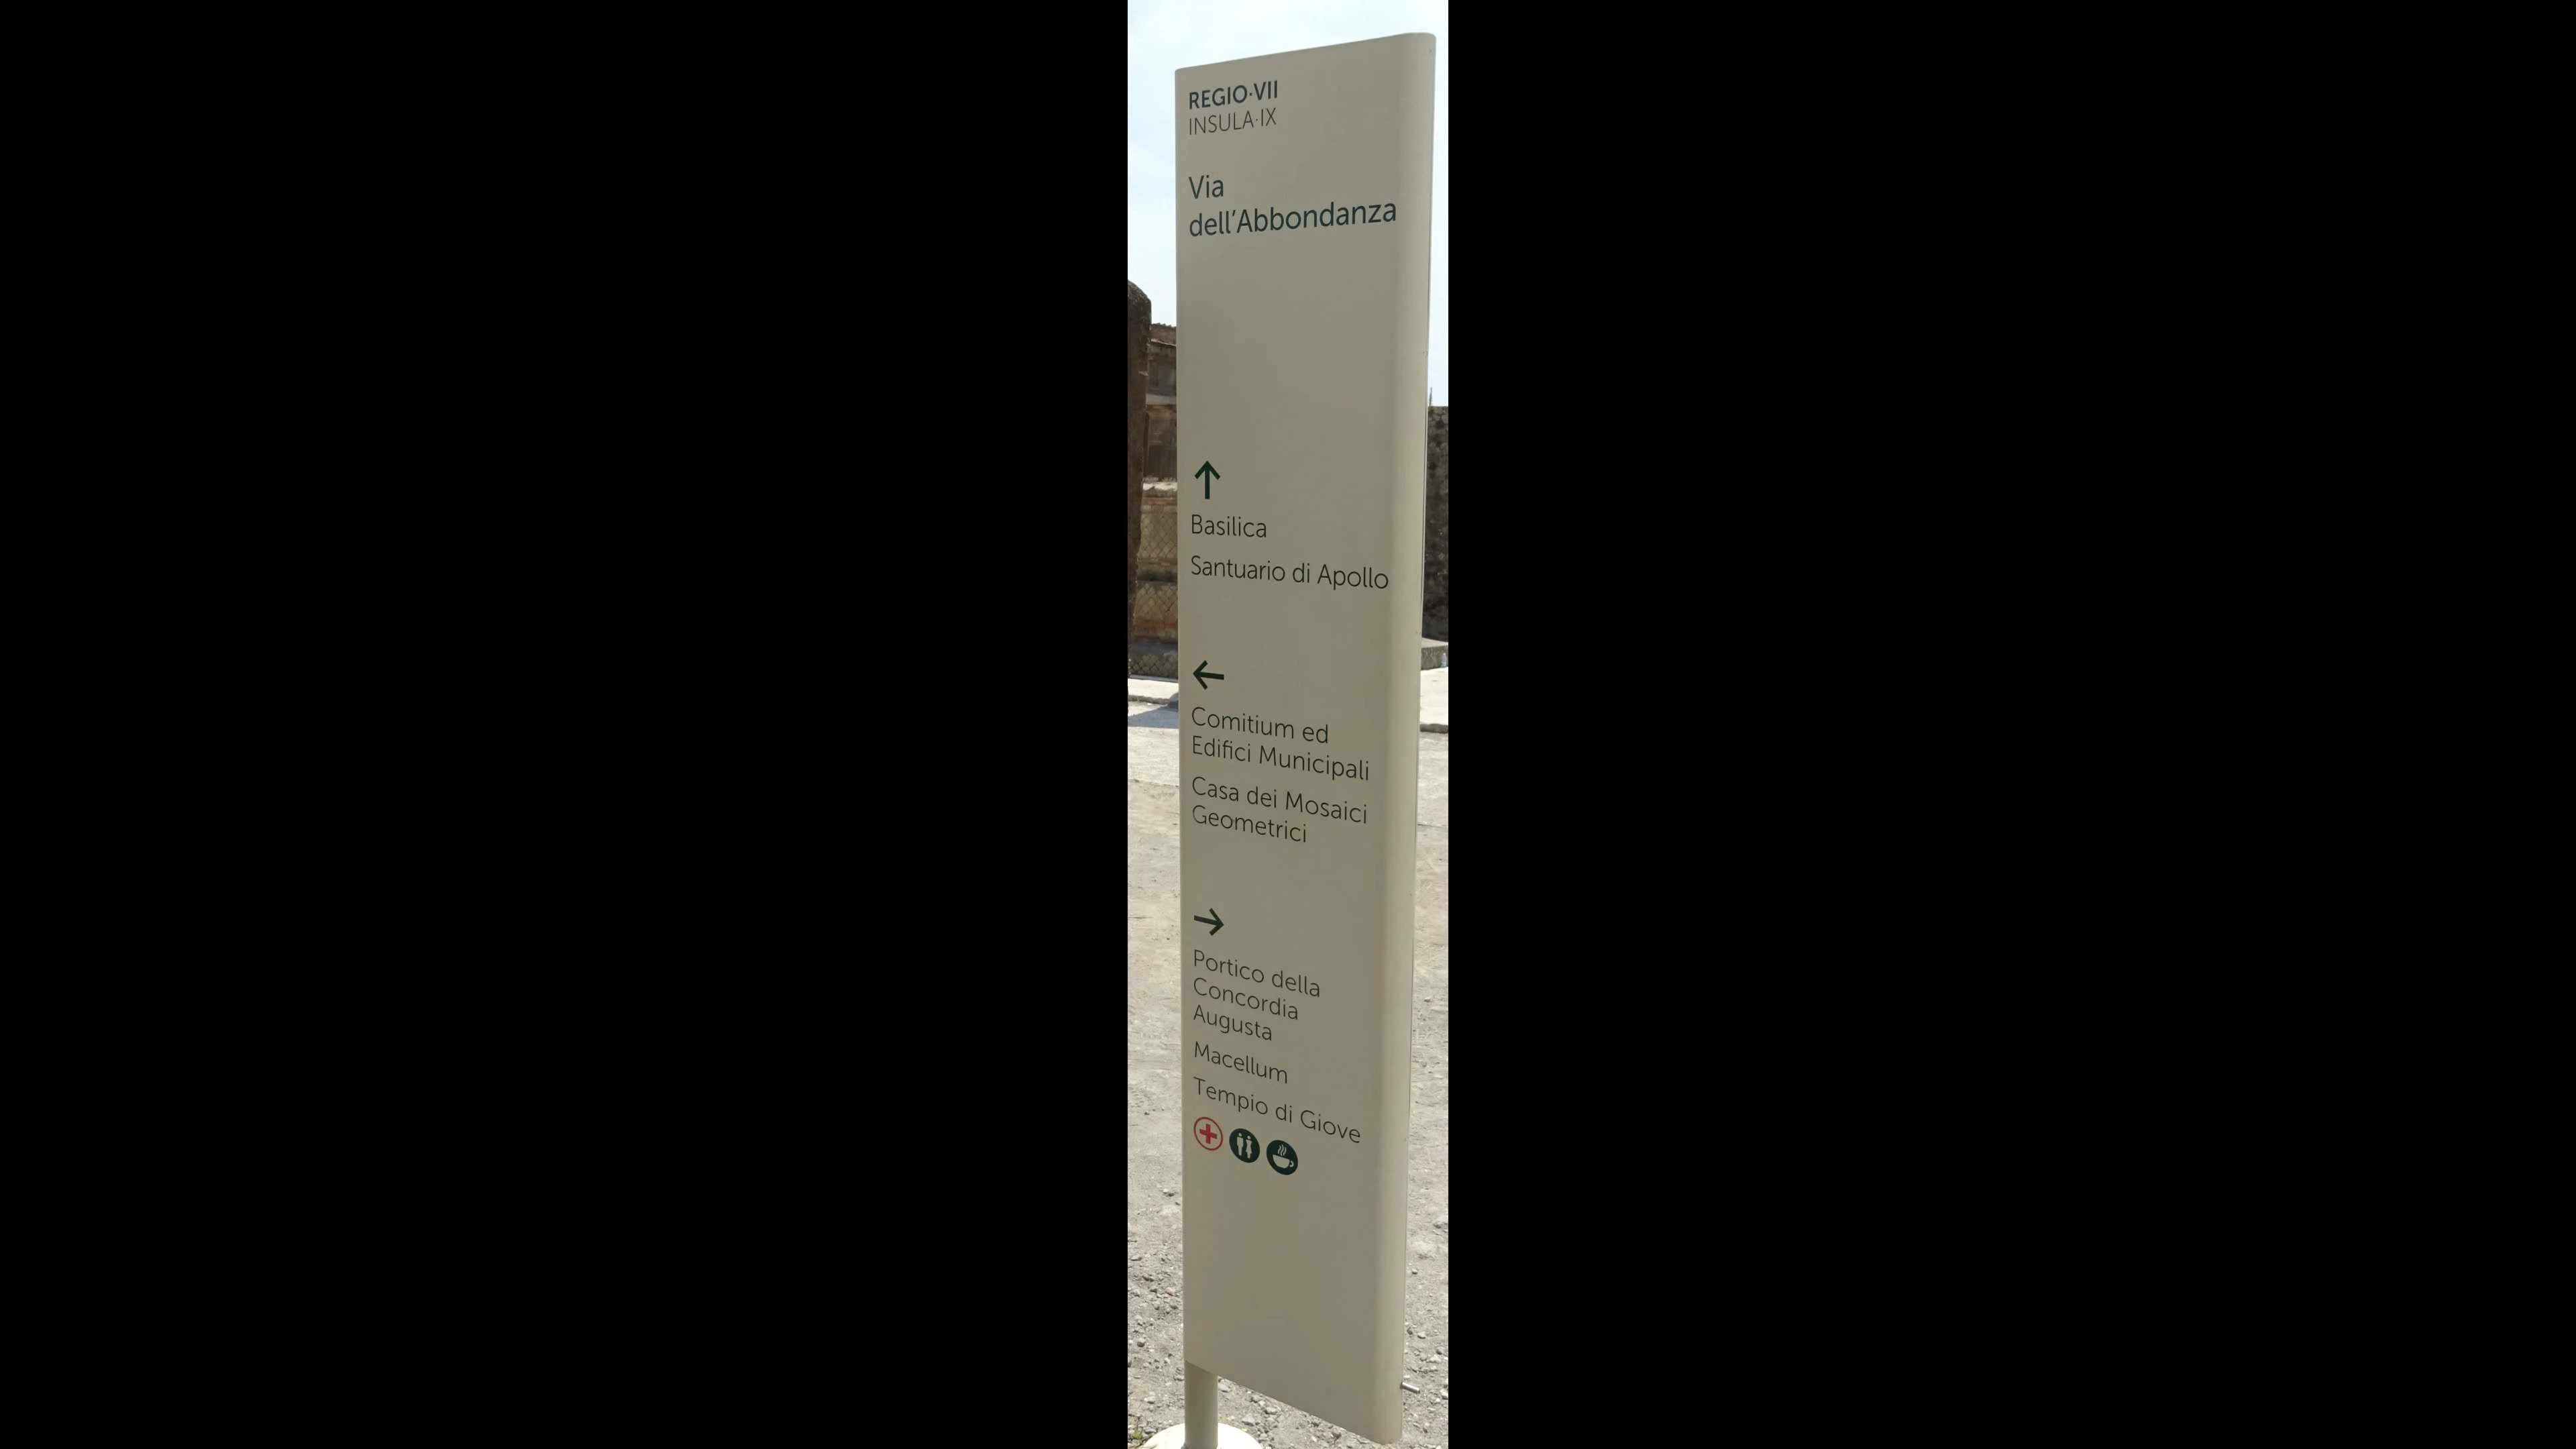 REGIO·VII
INSULA·IX
Via
dell'Abbondanza
Basilica
Santuario di Apollo
Comitium ed
Edifici Municipali
Casa dei Mosaici
Geometrici
Portico della
Concordia
Augusta
Macellum
Tempio di Giove